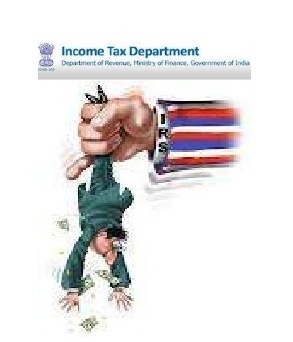 Income Tax Department
Department of Revenue, Ministry of Finance, Government of India
IRS